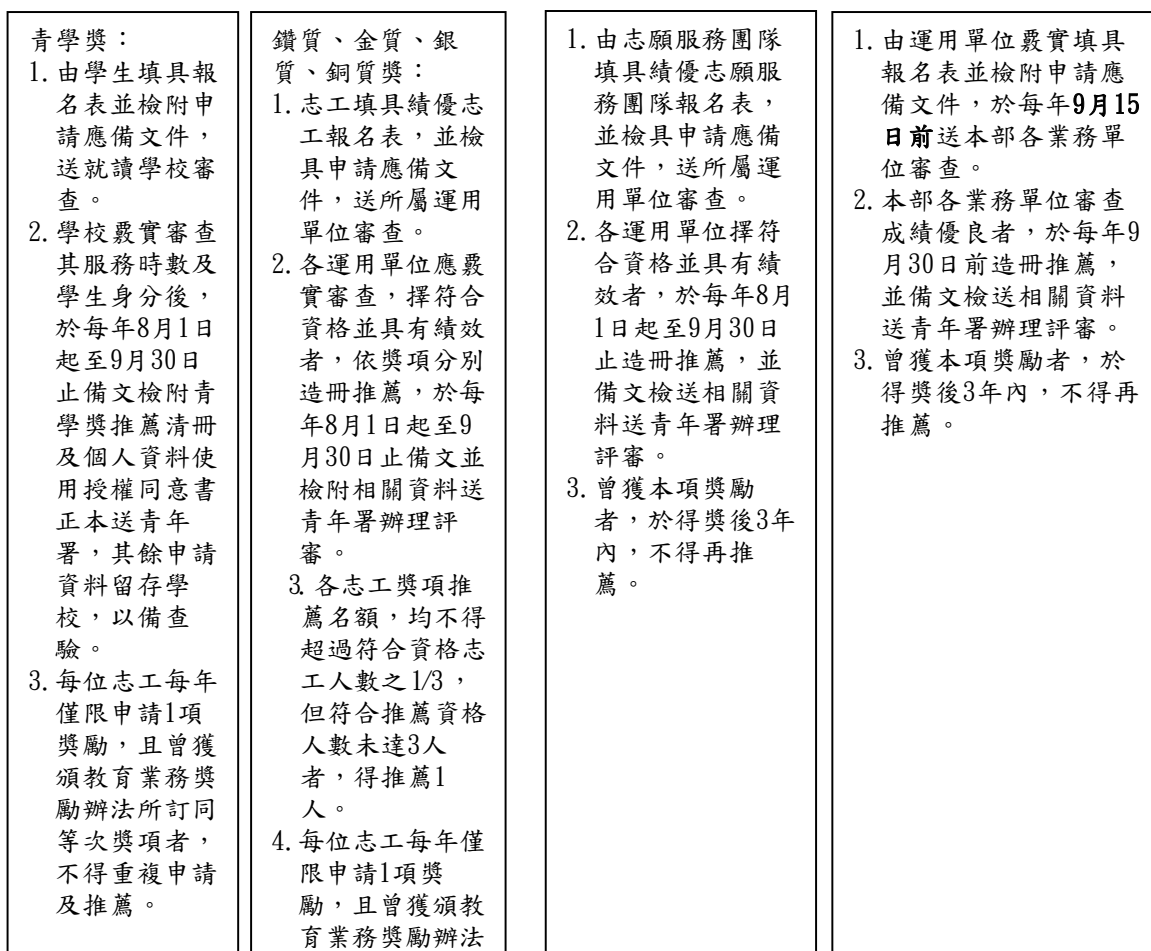 青學獎：
1.由學生填具報
名表並檢附申
請應備文件，
送就讀學校審
查。
2.學校覈實審查
其服務時數及
學生身分後，
於每年8月1日
起至9月30日
止備文檢附青
學獎推薦清冊
及個人資料使
用授權同意書
正本送青年
署，其餘申請
資料留存學
校，以備查
驗。
3.每位志工每年
僅限申請1項
獎勵，且曾獲
頒教育業務獎
勵辦法所訂同
等次獎項者，
不得重複申請
及推薦。
鑽質、金質、銀
質、銅質獎：
1.志工填具績優志
工報名表，並檢
具申請應備文
件，送所屬運用
單位審查。
2.各運用單位應覈
實審查，擇符合
資格並具有績效
者，依獎項分別
造冊推薦，於每
年8月1日起至9
月30日止備文並
檢附相關資料送
青年署辦理評
審。
3.各志工獎項推
薦名額，均不得
超過符合資格志
工人數之1/3，
但符合推薦資格
人數未達3人
者，得推薦1
人。
4.每位志工每年僅
限申請1項獎
勵，且曾獲頒教
育業務獎勵辦法
1.由志願服務團隊
填具績優志願服
務團隊報名表，
並檢具申請應備
文件，送所屬運
用單位審查。
2.各運用單位擇符
合資格並具有績
效者，於每年8月
1日起至9月30日
止造冊推薦，並
備文檢送相關資
料送青年署辦理
評審。
3.曾獲本項獎勵
者，於得獎後3年
內，不得再推
薦。
1.由運用單位覈實填具
報名表並檢附申請應
備文件，於每年9月15
日前送本部各業務單
位審查。
2.本部各業務單位審查
成績優良者，於每年9
月30日前造冊推薦，
並備文檢送相關資料
送青年署辦理評審。
3.曾獲本項獎勵者，於
得獎後3年內，不得再
推薦。